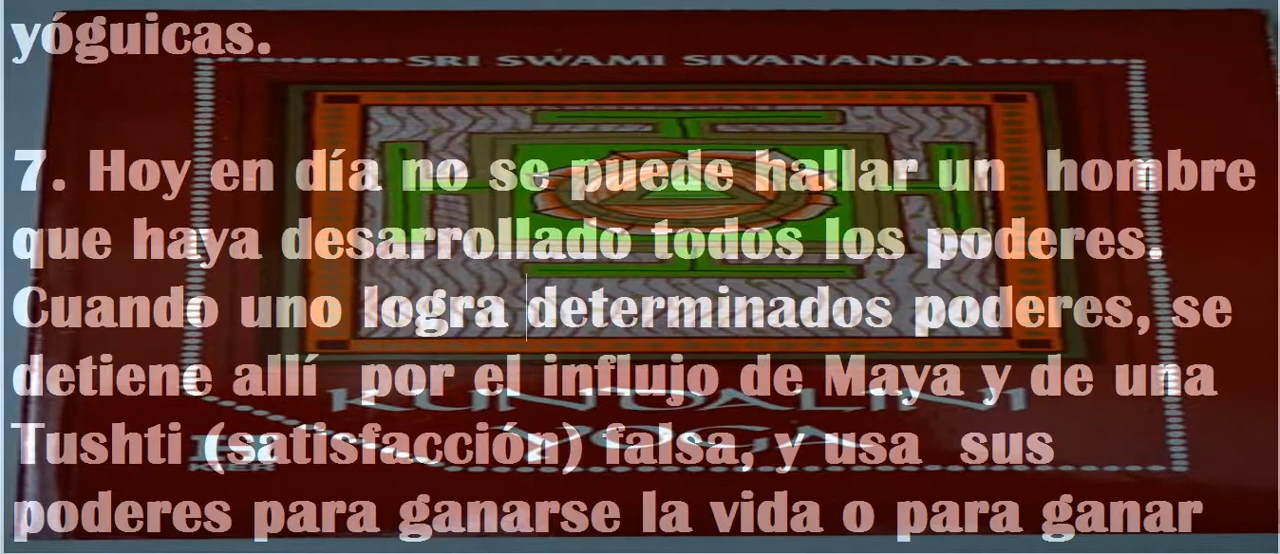 yóguicas.
SRI SWAMI SIVANANDA
7. Hoy en día no se puede hallar un hombre
que haya desarrollado todos los poderes.
Cuando uno logra determinados poderes, se
detiene allí por el influjo de Maya y de una
KUNDALINI
YOGA
Tushti (satisfacción) falsa, y usa sus
poderes para ganarse la vida o para ganar